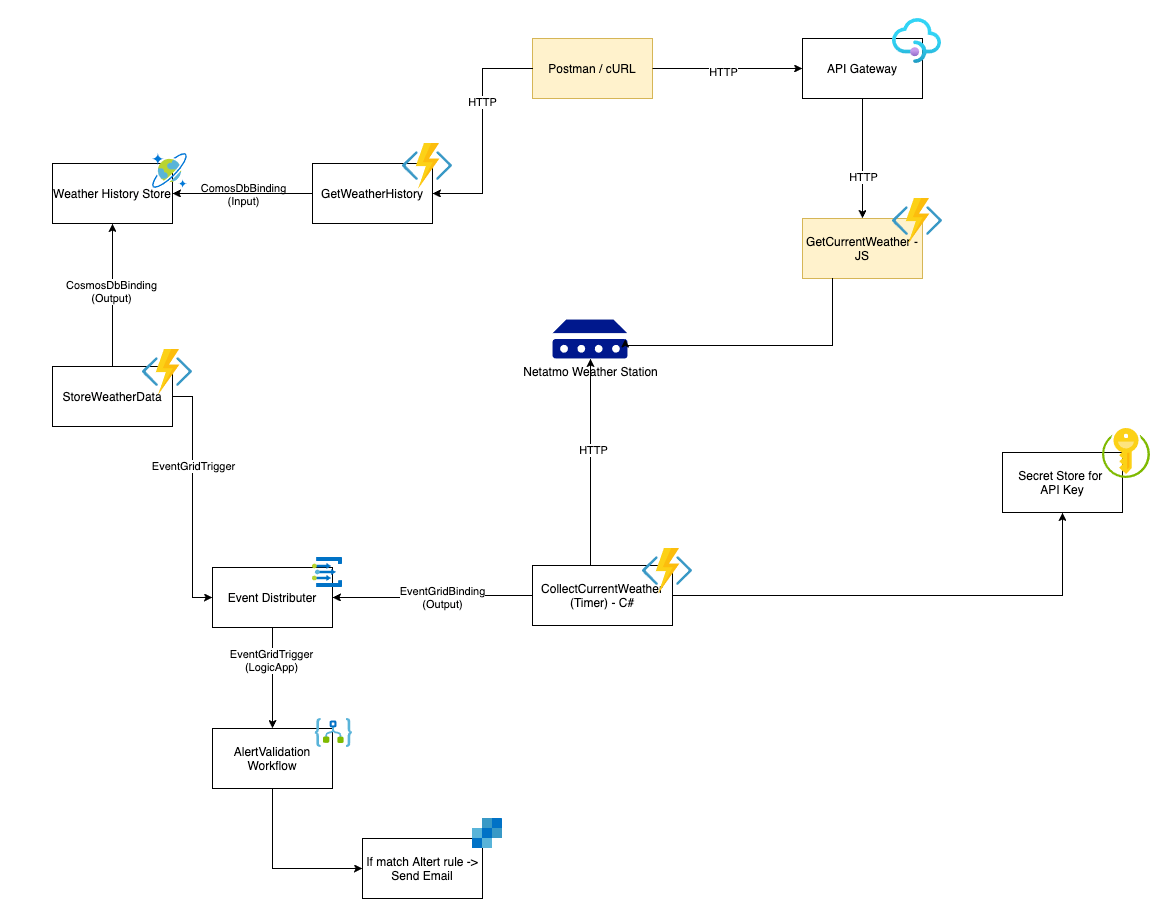 Postman / cURL
HTTP
API Gateway
HTTP
HTTP
Weather History Store
ComosDbBinding
(Input)
GetWeatherHistory
GetCurrentWeather -
JS
CosmosDbBinding
(Output)
Netatmo Weather Station
StoreWeatherData
EventGridTrigger
HTTP
Secret Store for
API Key
Event Distributer
EventGridBinding
(Output)
CollectCurrentWeather
(Timer) - C#
EventGridTrigger
(LogicApp)
AlertValidation
Workflow
If match Altert rule ->
Send Email